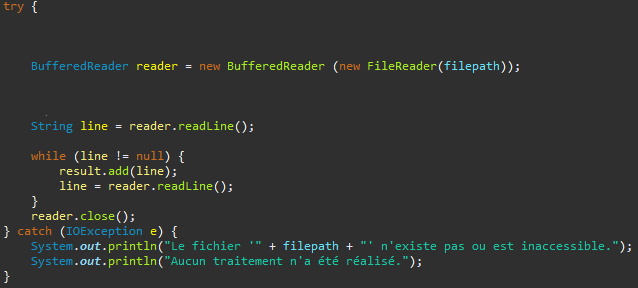 try {
    BufferedReader reader = new BufferedReader (new FileReader(filepath));
    String line = reader.readLine();
    while (line != null) {
        result.add(line);
        line = reader.readLine();
    }
    reader.close();
} catch (IOException e) {
    System.out.println("Le fichier '" + filepath + "' n'existe pas ou est inaccessible.");
    System.out.println("Aucun traitement n'a été réalisé.");
}